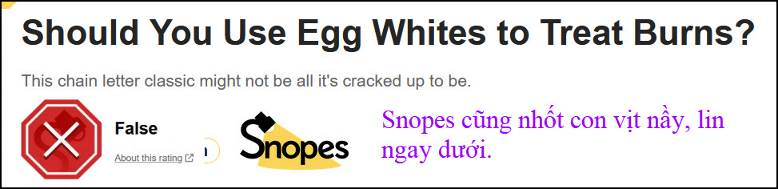 Should You Use Egg Whites to Treat Burns?
This chain letter classic might not be all it's cracked up to be.
False
About this rating
Snopes
Snopes cũng nhốt con vịt nầy, lin
ngay dưới.